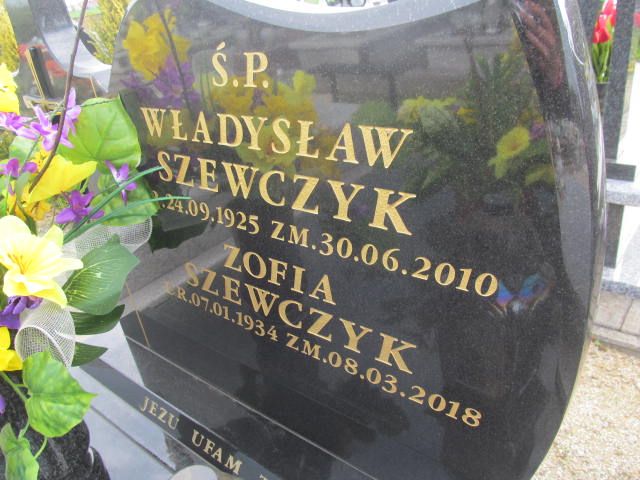 Ś.P.
WŁADYSŁAW
SZEWCZYK
24.09.1925 ZM.30.06.2010
ZOFIA
SZEWCZYK
UR.07.01.1934 ZM.08.03.2018
JEZU UFAM